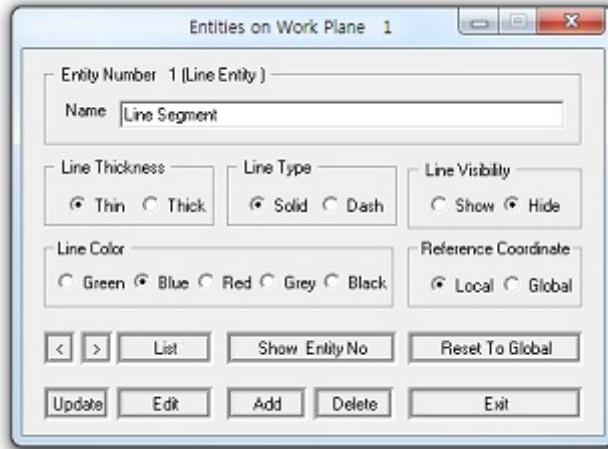 Entities on Work Plane 1
Entity Number 1 (Line Entity )
Name Line Segment
Line Thickness Line Type Line Visibility
Thin Thick Solid Dash Show Hide
Line Color Reference Coordinate
Green Blue Red Grey Black Local Global
< > List Show Entity No Reset To Global
Update Edit Add Delete Exit